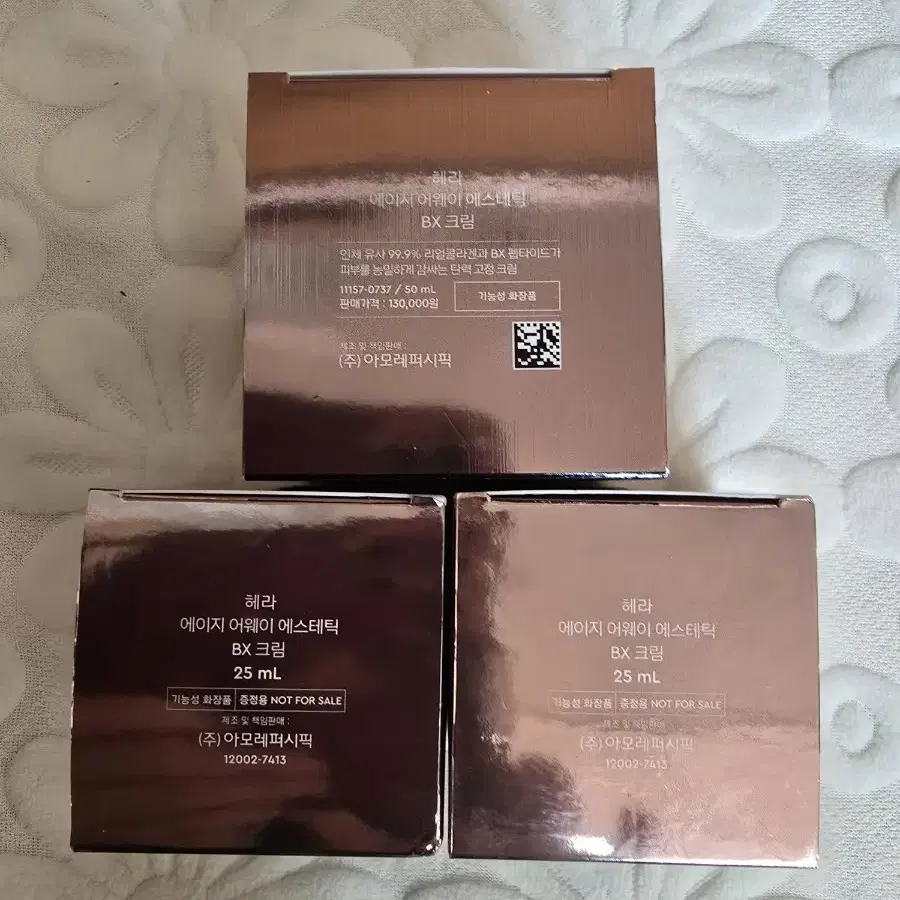 헤라
에이지 어웨이 에스테틱
BX 크림
인체 유사 99.9% 리얼콜라겐과 BX 펩타이드가
피부를 농밀하게 감싸는 탄력 고정 크림
11157-0737 / 50 mL
판매가격 : 130,000원
기능성 화장품
제조 및 책임판매 :
(주)아모레퍼시픽
헤라
에이지 어웨이 에스테틱
BX 크림
25 mL
기능성 화장품 증정용 NOT FOR SALE
제조 및 책임판매 :
(주)아모레퍼시픽
12002-7413
헤라
에이지 어웨이 에스테틱
BX 크림
25 mL
기능성 화장품 증정용 NOT FOR SALE
제조 및 책임판매 :
(주)아모레퍼시픽
12002-7413